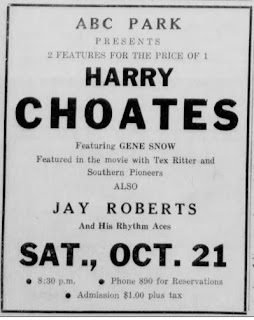 ABC PARK
PRESENTS
2 FEATURES FOR THE PRICE OF 1
HARRY
CHOATES
Featuring GENE SNOW
Featured in the movie with Tex Ritter and
Southern Pioneers
ALSO
JAY ROBERTS
And His Rhythm Aces
SAT., OCT. 21
● 8:30 p.m. ● Phone 890 for Reservations
● Admission $1.00 plus tax